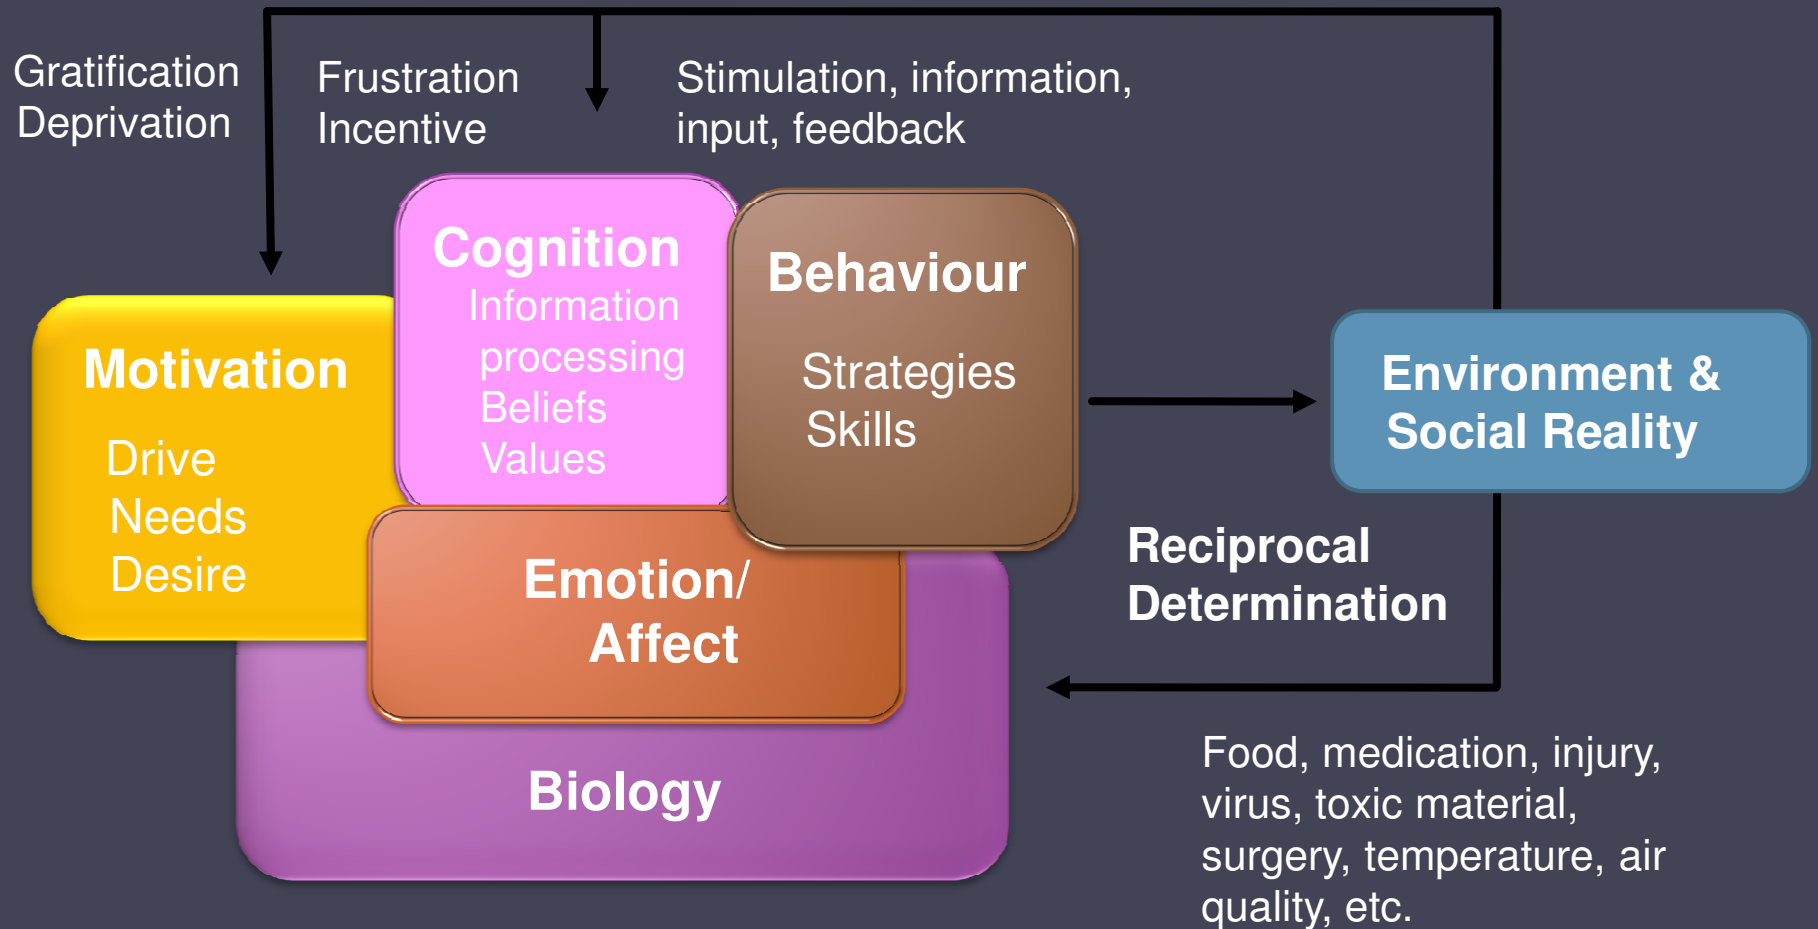 Gratification
Deprivation
Frustration
Incentive
Stimulation, information,
input, feedback
Motivation
Drive
Needs
Desire
Cognition
Information
processing
Beliefs
Values
Behaviour
Strategies
Skills
Emotion/
Affect
Biology
Environment &
Social Reality
Reciprocal
Determination
Food, medication, injury,
virus, toxic material,
surgery, temperature, air
quality, etc.